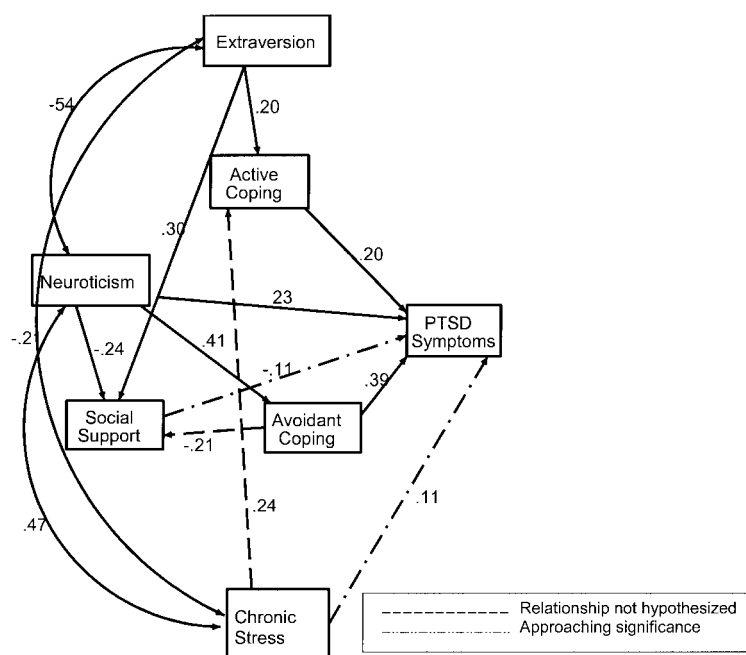 Extraversion
-54
.20
Active
Coping
.30
.20
Neuroticism
.23
PTSD
Symptoms
-.21
-.24
.41
-.11
.39
Social
Support
Avoidant
Coping
-.21
.24
.11
.47
Chronic
Stress
Relationship not hypothesized
Approaching significance